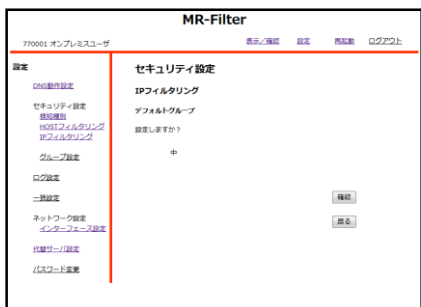 MR-Filter
770001 オンプレミスユーザ
表示／確認 設定 再起動 ログアウト
設定
DNS動作設定
セキュリティ設定
検知種別
HOSTフィルタリング
IPフィルタリング
グループ設定
ログ設定
一括設定
ネットワーク設定
インターフェース設定
代替サーバ設定
パスワード変更
セキュリティ設定
IPフィルタリング
デフォルトグループ
設定しますか？
中
確認
戻る